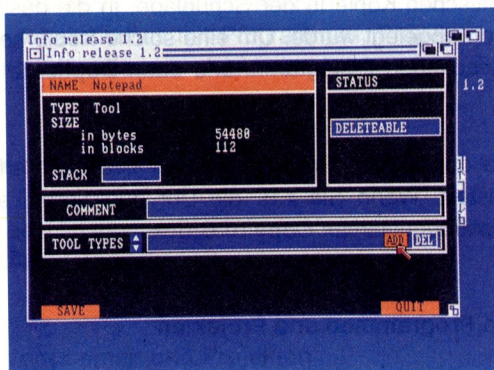 Info release 1.2
Info release 1.2
1.2
NAME Notepad
STATUS
TYPE Tool
SIZE
in bytes 54480
in blocks 112
DELETEABLE
STACK
COMMENT
TOOL TYPES ADD DEL
SAVE QUIT